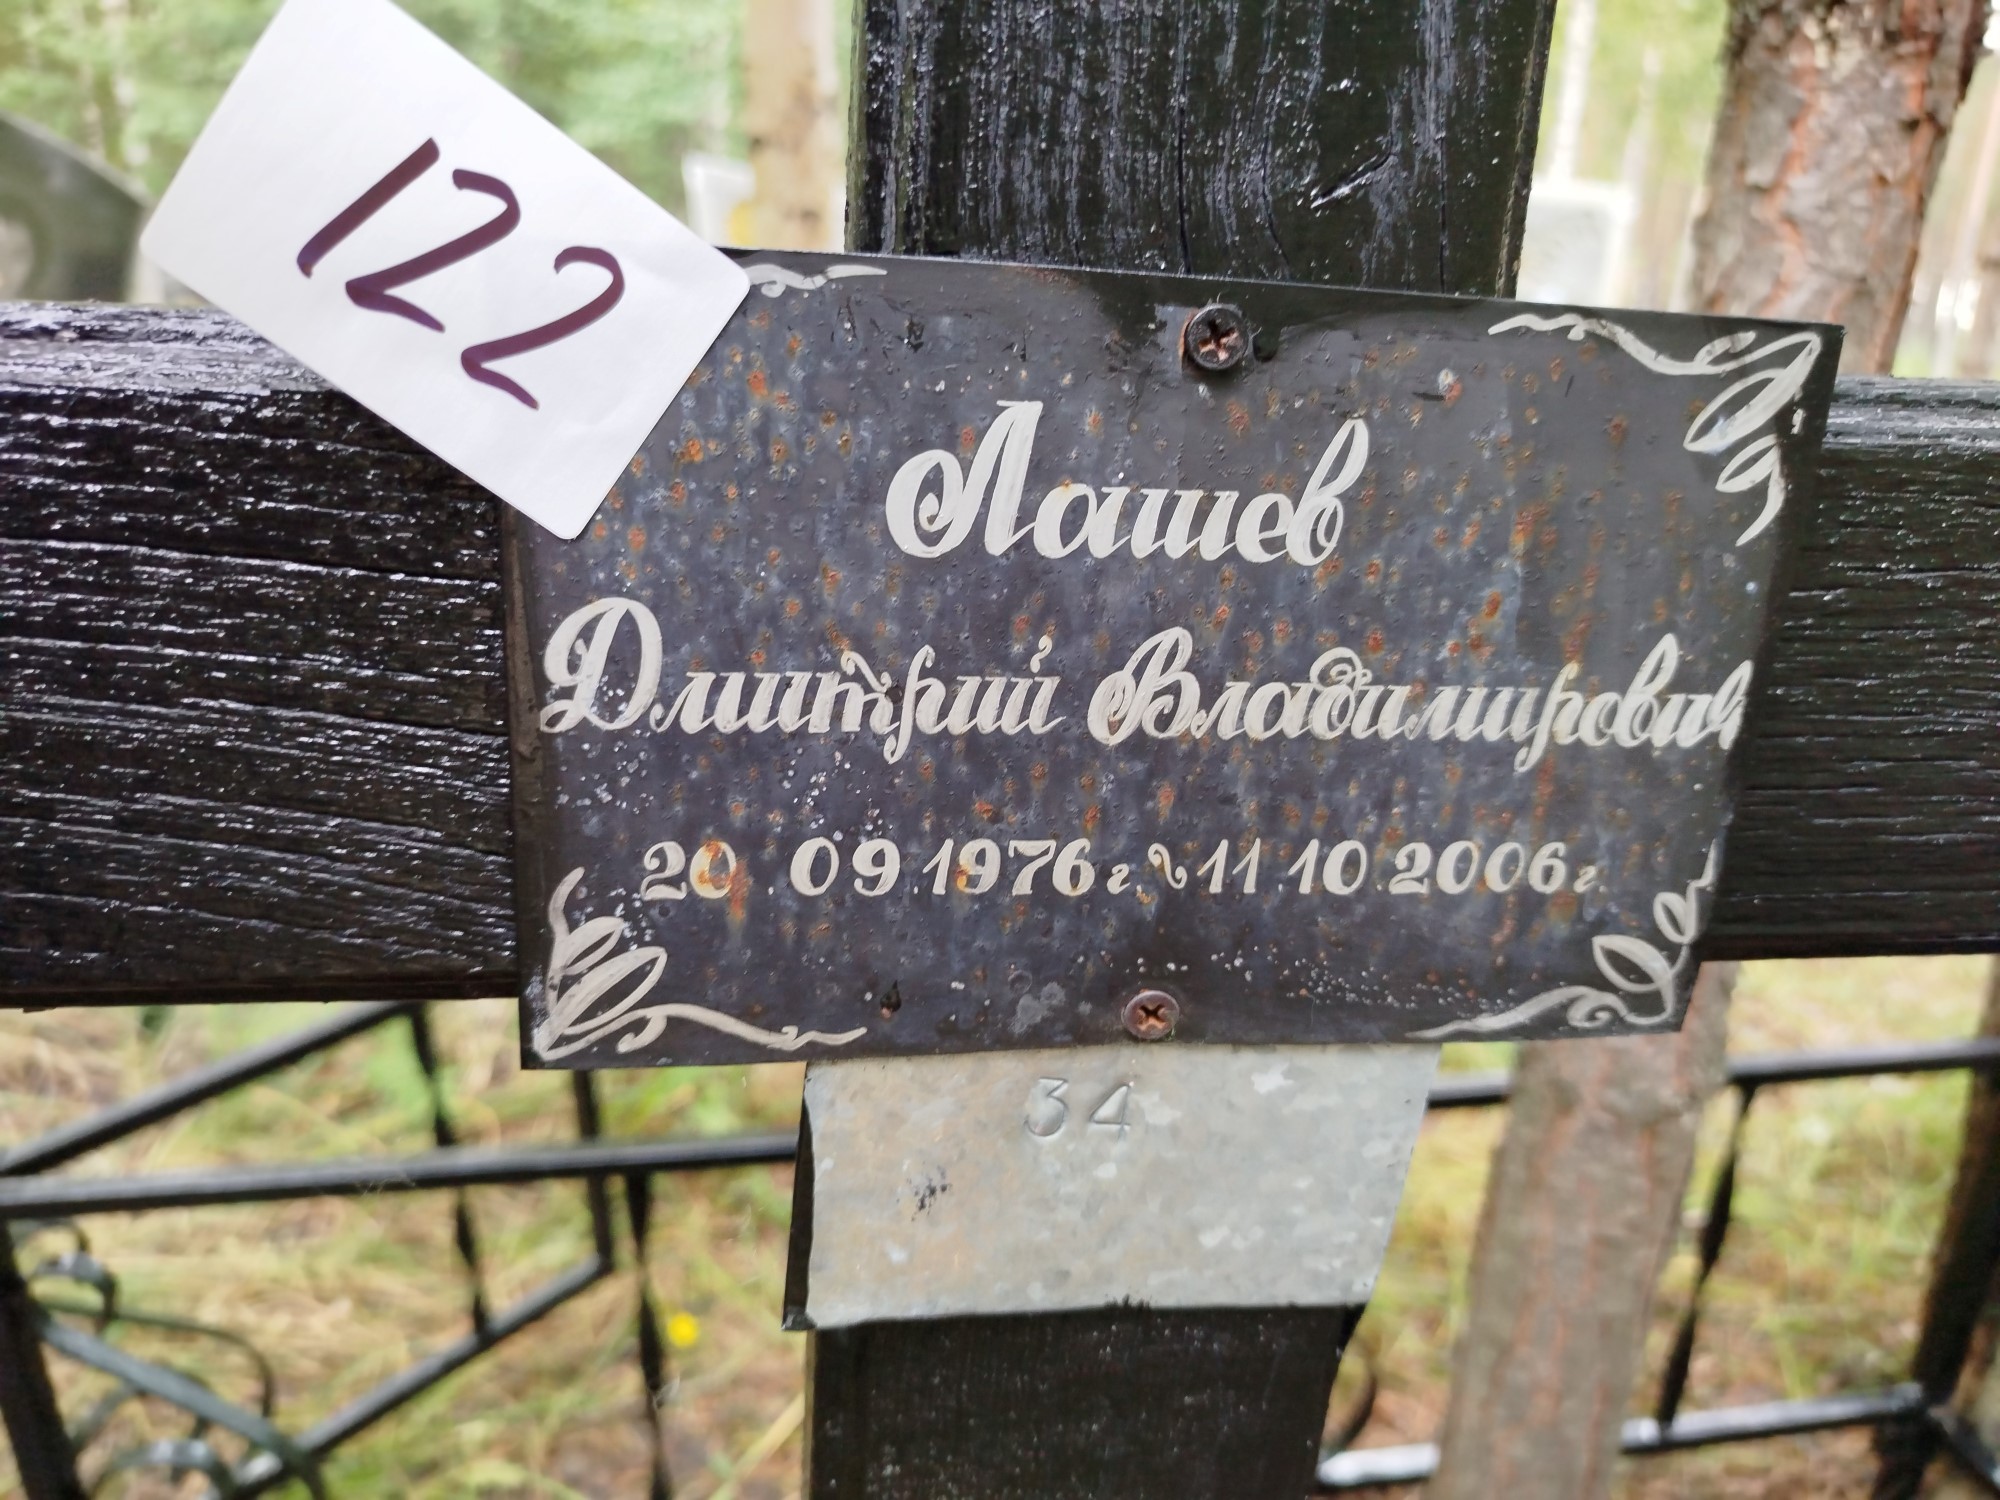 122
Лашев
Дмитрий Владимирович
20.09.1976г. ~ 11.10.2006г.
34